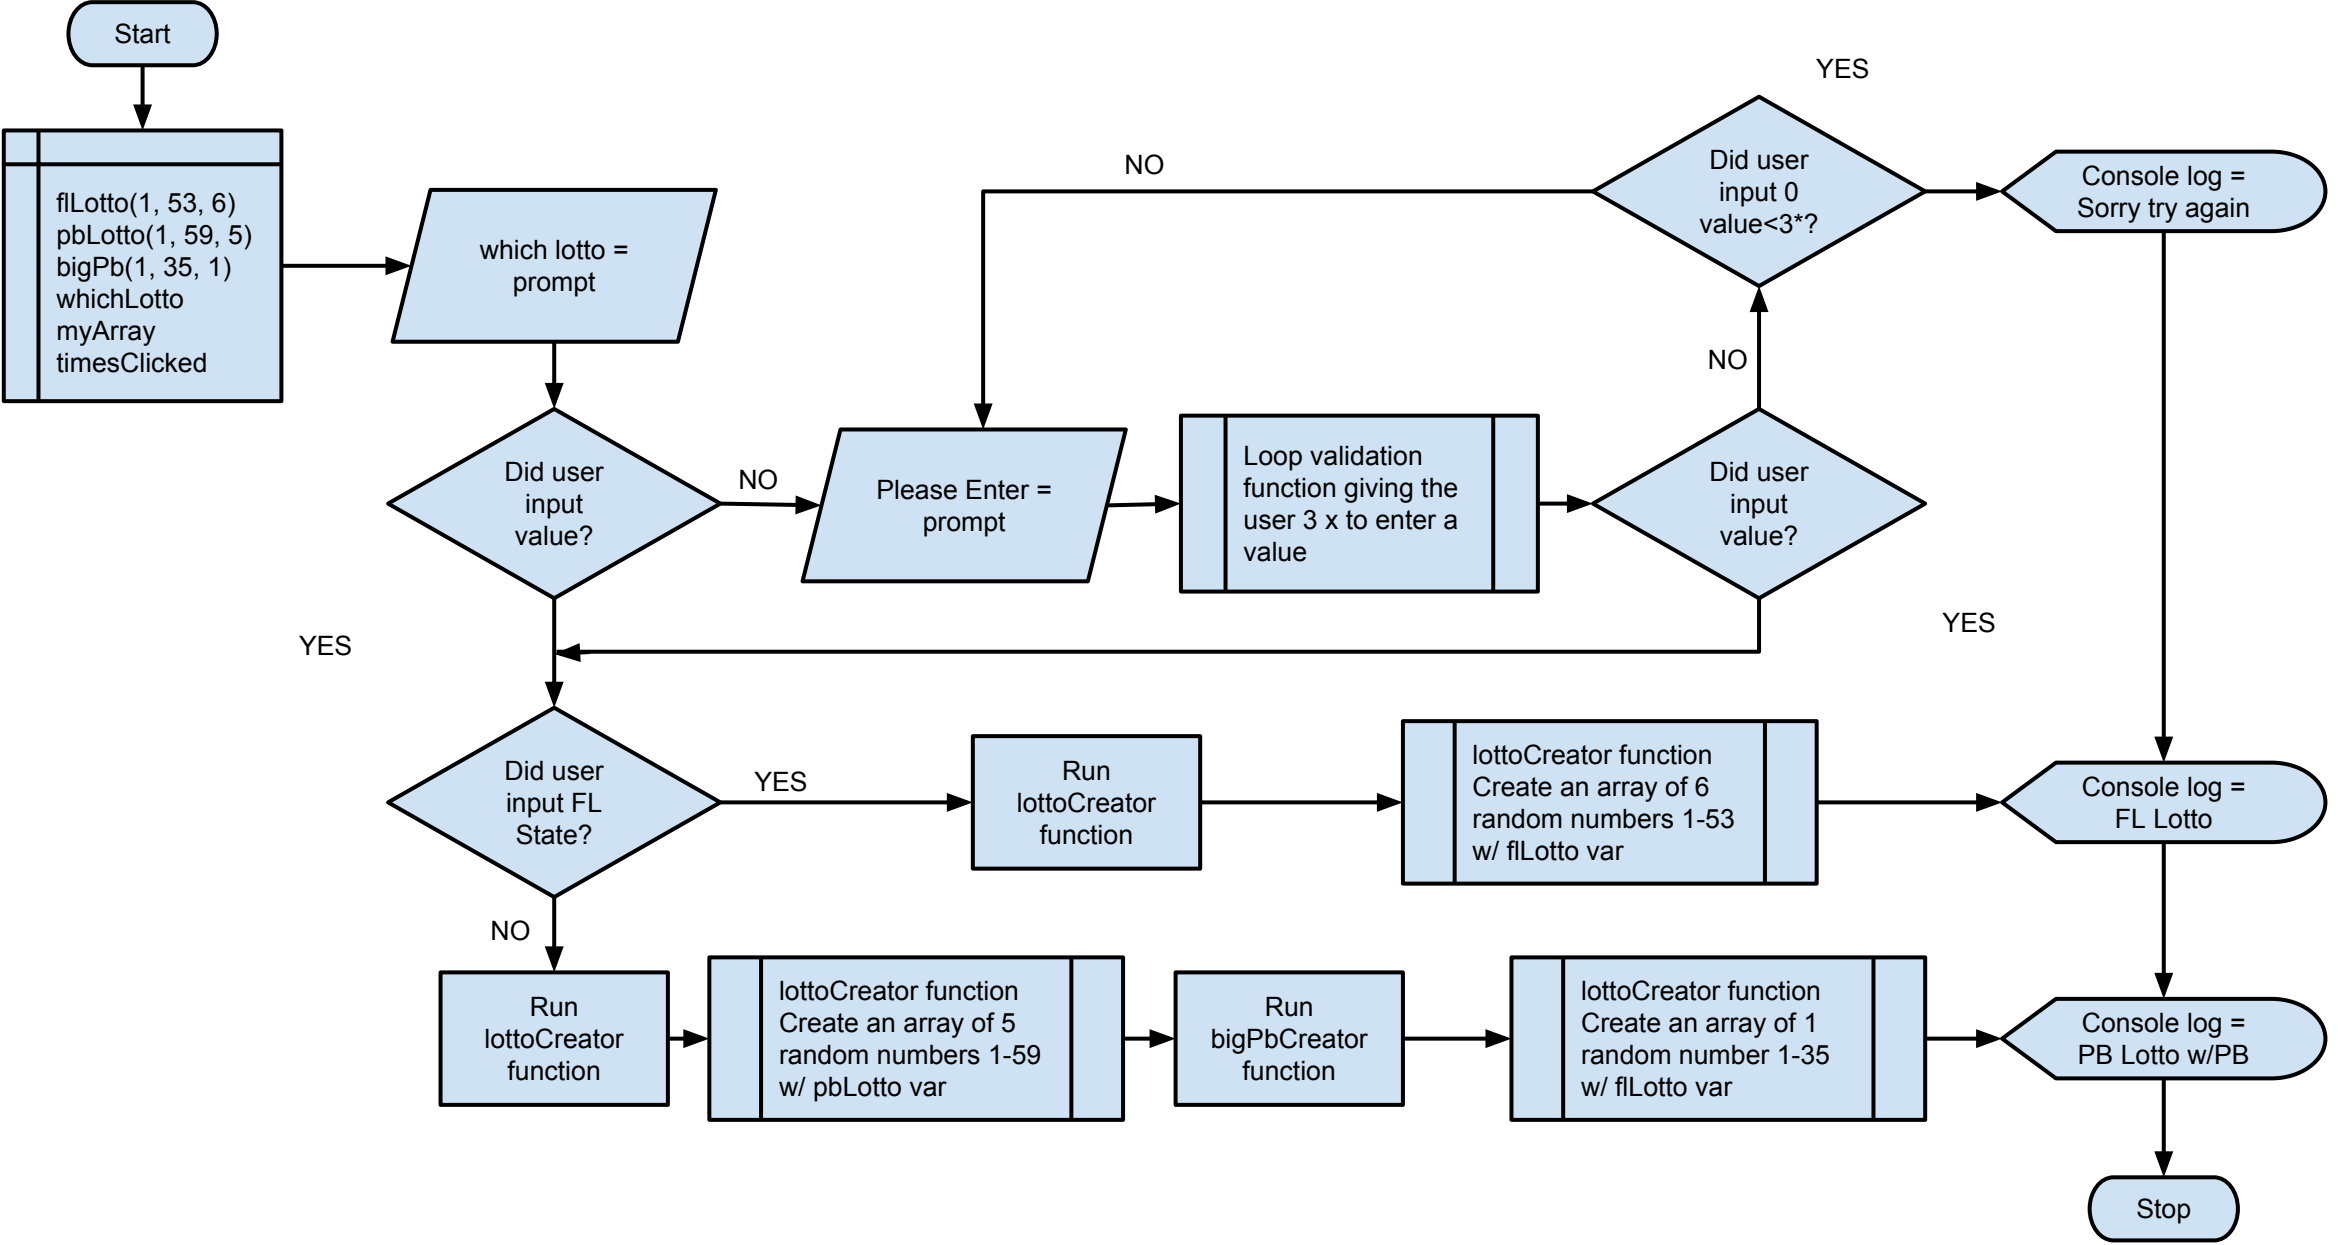 Start
flLotto(1, 53, 6)
pbLotto(1, 59, 5)
bigPb(1, 35, 1)
whichLotto
myArray
timesClicked
which lotto =
prompt
Did user
input
value?
NO
YES
Please Enter =
prompt
Loop validation
function giving the
user 3 x to enter a
value
Did user
input
value?
NO
YES
Did user
input 0
value<3*?
NO
YES
Console log =
Sorry try again
Did user
input FL
State?
YES
Run
lottoCreator
function
lottoCreator function
Create an array of 6
random numbers 1-53
w/ flLotto var
Console log =
FL Lotto
NO
Run
lottoCreator
function
lottoCreator function
Create an array of 5
random numbers 1-59
w/ pbLotto var
Run
bigPbCreator
function
lottoCreator function
Create an array of 1
random number 1-35
w/ flLotto var
Console log =
PB Lotto w/PB
Stop